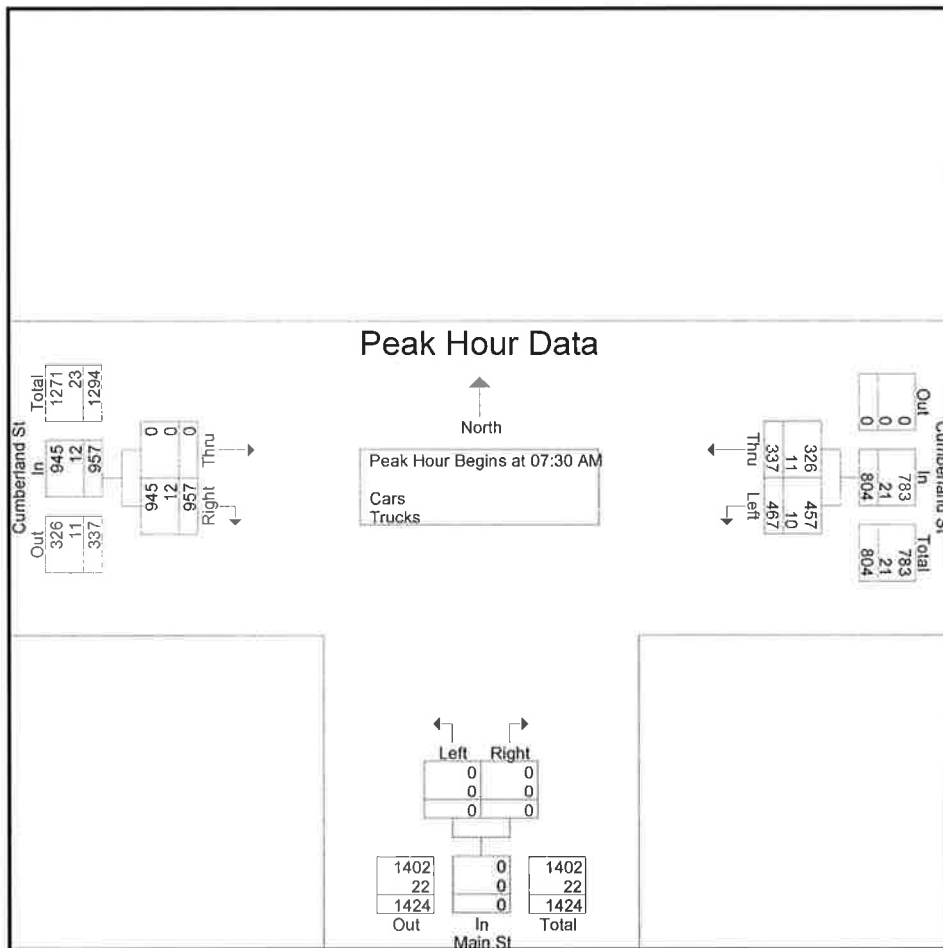 Peak Hour Data
North
Peak Hour Begins at 07:30 AM
Cars
Trucks
Cumberland St
Total
1271
23
1294
In
945
12
957
Out
326
11
337
Thru
0
0
0
Right
945
12
957
Thru
326
11
337
Left
457
10
467
Cumberland St
Out
0
0
0
In
783
21
804
Total
783
21
804
Left Right
0 0
0 0
0 0
1402 0 1402
22 0 22
1424 0 1424
Out In Total
Main St